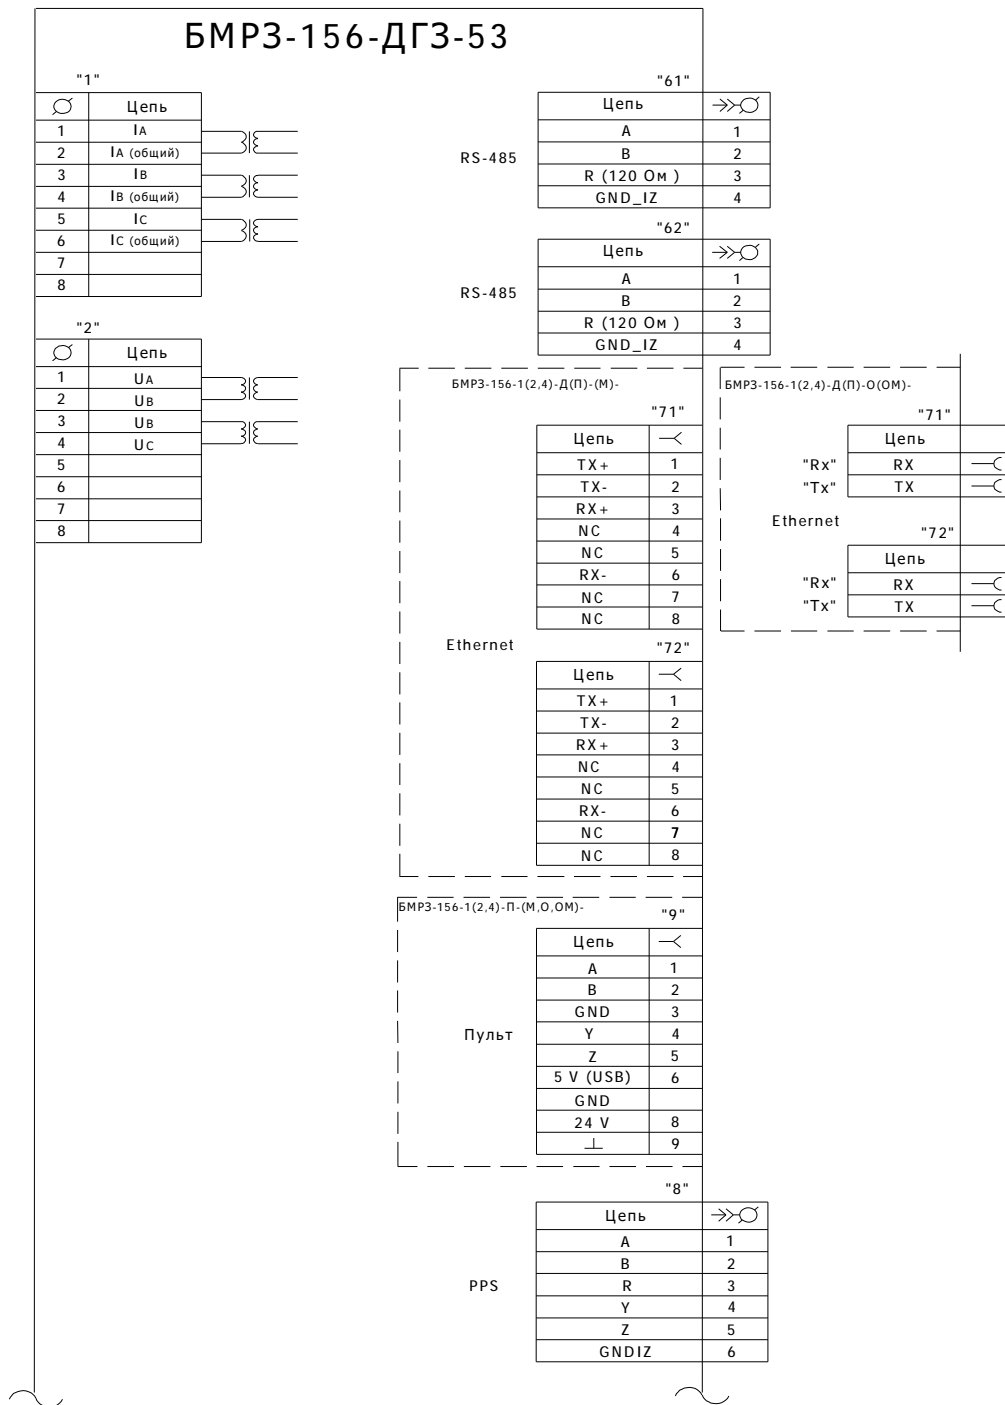 БМРЗ-156-ДГЗ-53
"1"
Цепь
1 IA
2 IA (общий)
3 IB
4 IB (общий)
5 IC
6 IC (общий)
7
8
"2"
Цепь
1 UA
2 UB
3 UB
4 UC
5
6
7
8
"61"
RS-485
Цепь
A 1
B 2
R (120 Ом ) 3
GND_IZ 4
"62"
RS-485
Цепь
A 1
B 2
R (120 Ом ) 3
GND_IZ 4
БМРЗ-156-1(2,4)-Д(П)-(М)-
"71"
Цепь
TX+ 1
TX- 2
RX+ 3
NC 4
NC 5
RX- 6
NC 7
NC 8
Ethernet
"72"
Цепь
TX+ 1
TX- 2
RX+ 3
NC 4
NC 5
RX- 6
NC 7
NC 8
БМРЗ-156-1(2,4)-Д(П)-О(ОМ)-
"71"
Цепь
"Rx" RX
"Tx" TX
Ethernet
"72"
Цепь
"Rx" RX
"Tx" TX
БМРЗ-156-1(2,4)-П-(М,О,ОМ)-
"9"
Пульт
Цепь
A 1
B 2
GND 3
Y 4
Z 5
5 V (USB) 6
GND
24 V 8
⊥ 9
"8"
PPS
Цепь
A 1
B 2
R 3
Y 4
Z 5
GNDIZ 6